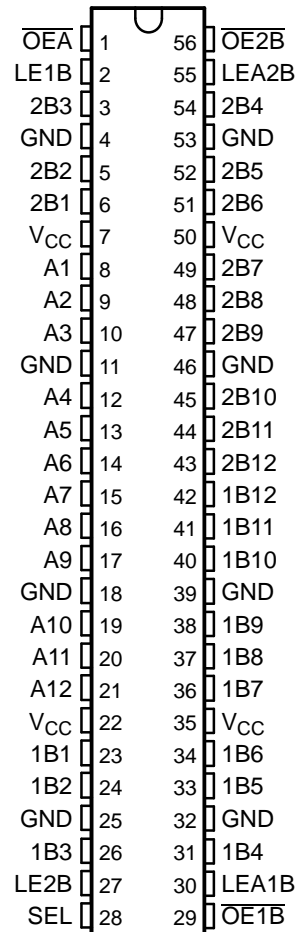 OEA 1 56 OE2B
LE1B 2 55 LEA2B
2B3 3 54 2B4
GND 4 53 GND
2B2 5 52 2B5
2B1 6 51 2B6
VCC 7 50 VCC
A1 8 49 2B7
A2 9 48 2B8
A3 10 47 2B9
GND 11 46 GND
A4 12 45 2B10
A5 13 44 2B11
A6 14 43 2B12
A7 15 42 1B12
A8 16 41 1B11
A9 17 40 1B10
GND 18 39 GND
A10 19 38 1B9
A11 20 37 1B8
A12 21 36 1B7
VCC 22 35 VCC
1B1 23 34 1B6
1B2 24 33 1B5
GND 25 32 GND
1B3 26 31 1B4
LE2B 27 30 LEA1B
SEL 28 29 OE1B